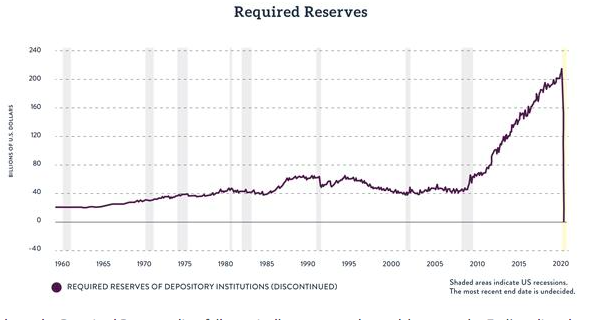 Required Reserves
240
200
160
120
80
40
0
-40
BILLIONS OF U.S. DOLLARS
1960 1965 1970 1975 1980 1985 1990 1995 2000 2005 2010 2015 2020
REQUIRED RESERVES OF DEPOSITORY INSTITUTIONS (DISCONTINUED)
Shaded areas indicate US recessions.
The most recent end date is undecided.